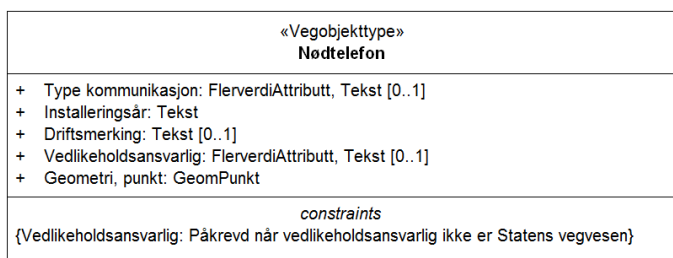 «Vegobjekttype»
Nødtelefon
+ Type kommunikasjon: FlerverdiAttributt, Tekst [0..1]
+ Installeringsår: Tekst
+ Driftsmerking: Tekst [0..1]
+ Vedlikeholdsansvarlig: FlerverdiAttributt, Tekst [0..1]
+ Geometri, punkt: GeomPunkt
constraints
{Vedlikeholdsansvarlig: Påkrevd når vedlikeholdsansvarlig ikke er Statens vegvesen}